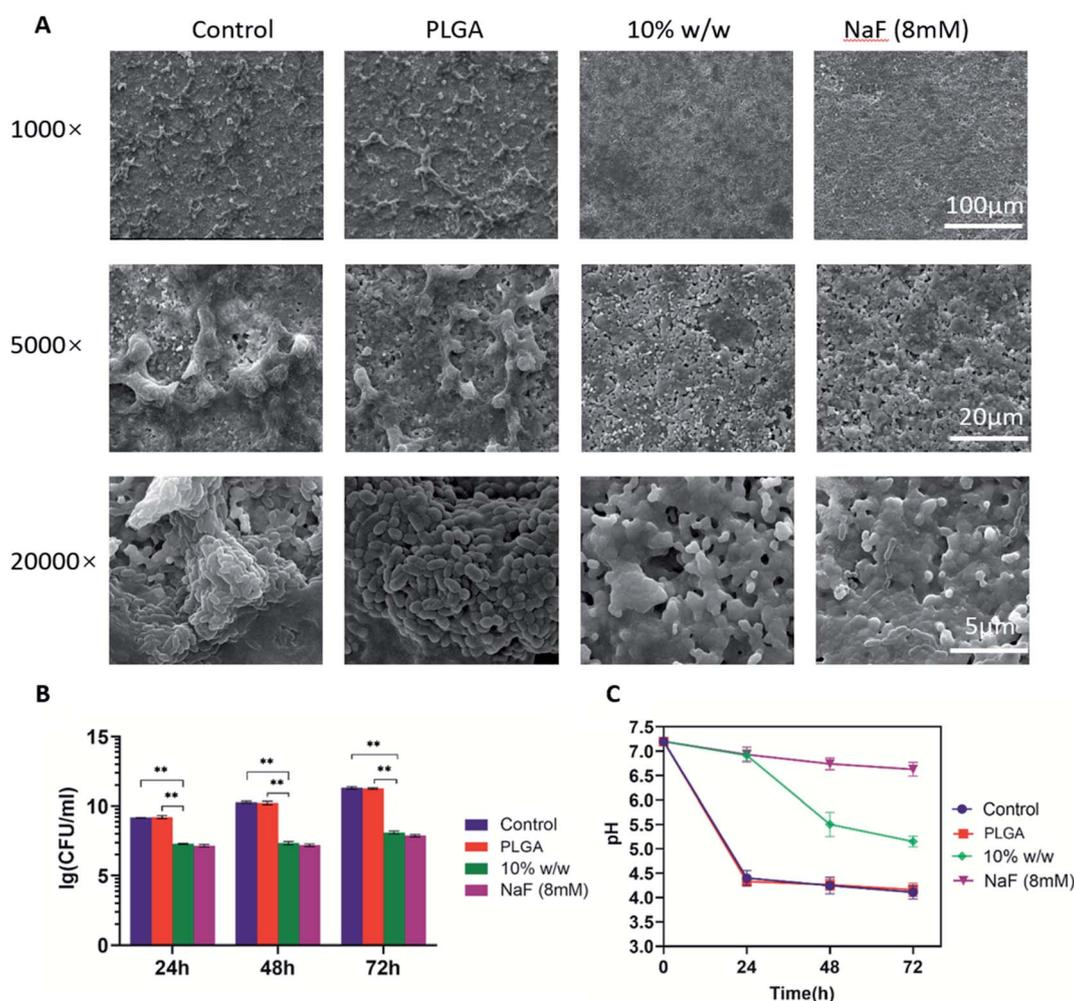 A
Control PLGA 10% w/w NaF (8mM)
1000×
100μm
5000×
20μm
20000×
5μm
B
15
10
5
0
lg(CFU/ml)
** ** **
** ** **
24h 48h 72h
Control
PLGA
10% w/w
NaF (8mM)
C
7.5
7.0
6.5
6.0
5.5
5.0
4.5
4.0
3.5
3.0
pH
0 24 48 72
Time(h)
Control
PLGA
10% w/w
NaF (8mM)